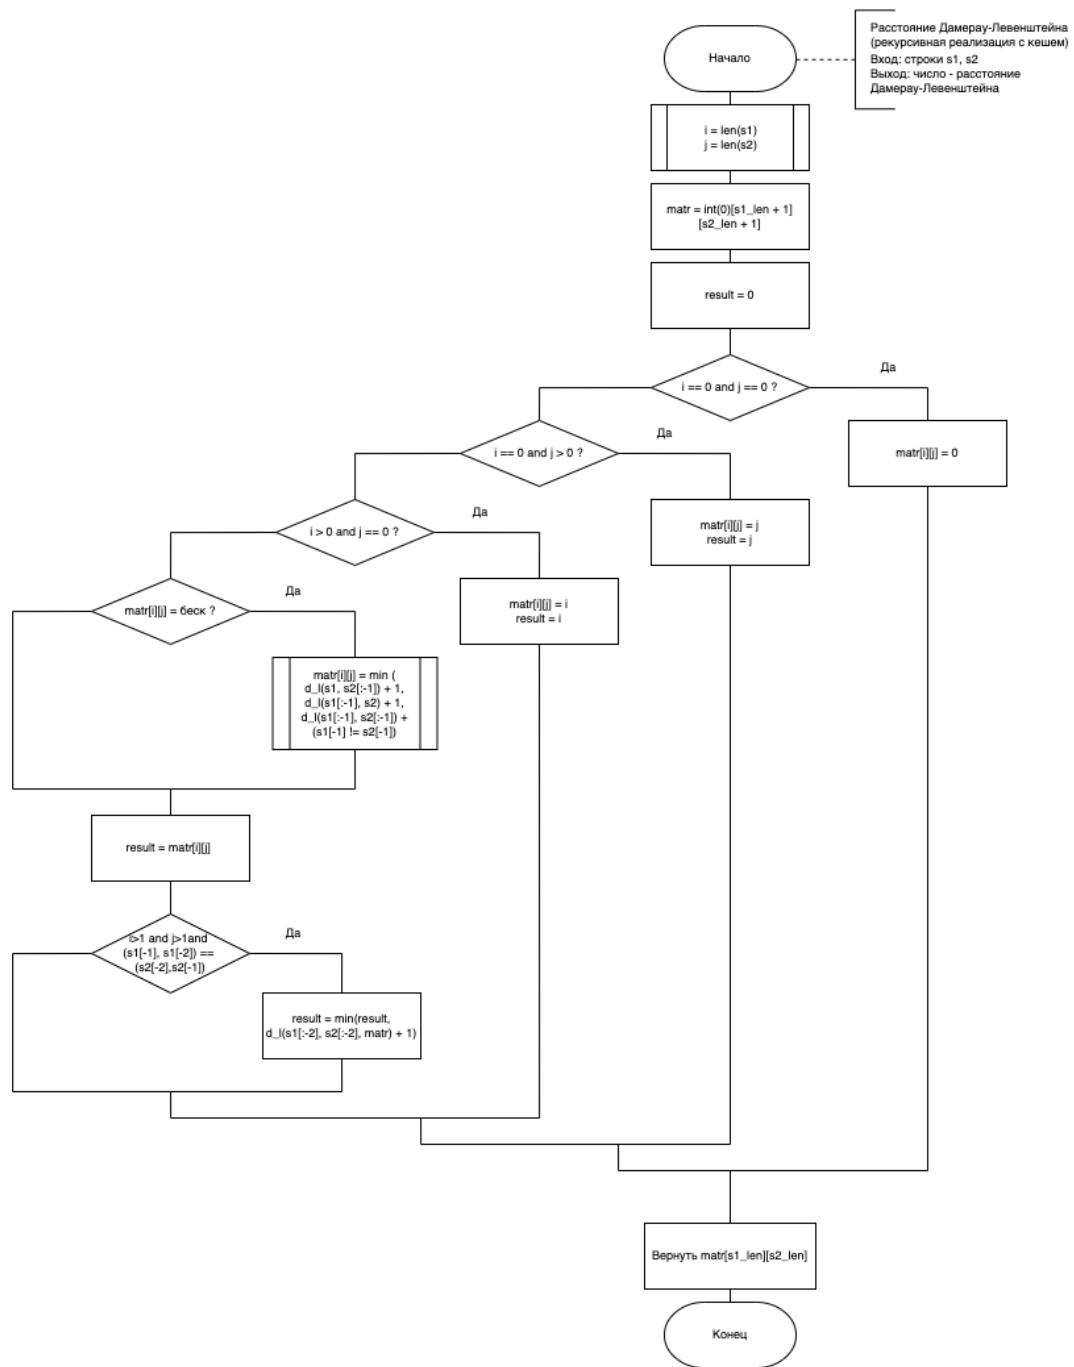 Начало
Расстояние Дамерау-Левенштейна
(рекурсивная реализация с кешем)
Вход: строки s1, s2
Выход: число - расстояние
Дамерау-Левенштейна
i = len(s1)
j = len(s2)
matr = int(0)[s1_len + 1]
[s2_len + 1]
result = 0
i == 0 and j == 0 ?
Да
matr[i][j] = 0
i == 0 and j > 0 ?
Да
matr[i][j] = j
result = j
i > 0 and j == 0 ?
Да
matr[i][j] = i
result = i
matr[i][j] = беск ?
Да
matr[i][j] = min (
d_l(s1, s2[:-1]) + 1,
d_l(s1[:-1], s2) + 1,
d_l(s1[:-1], s2[:-1]) +
(s1[-1] != s2[-1])
result = matr[i][j]
i>1 and j>1and
(s1[-1], s1[-2]) ==
(s2[-2],s2[-1])
Да
result = min(result,
d_l(s1[:-2], s2[:-2], matr) + 1)
Вернуть matr[s1_len][s2_len]
Конец